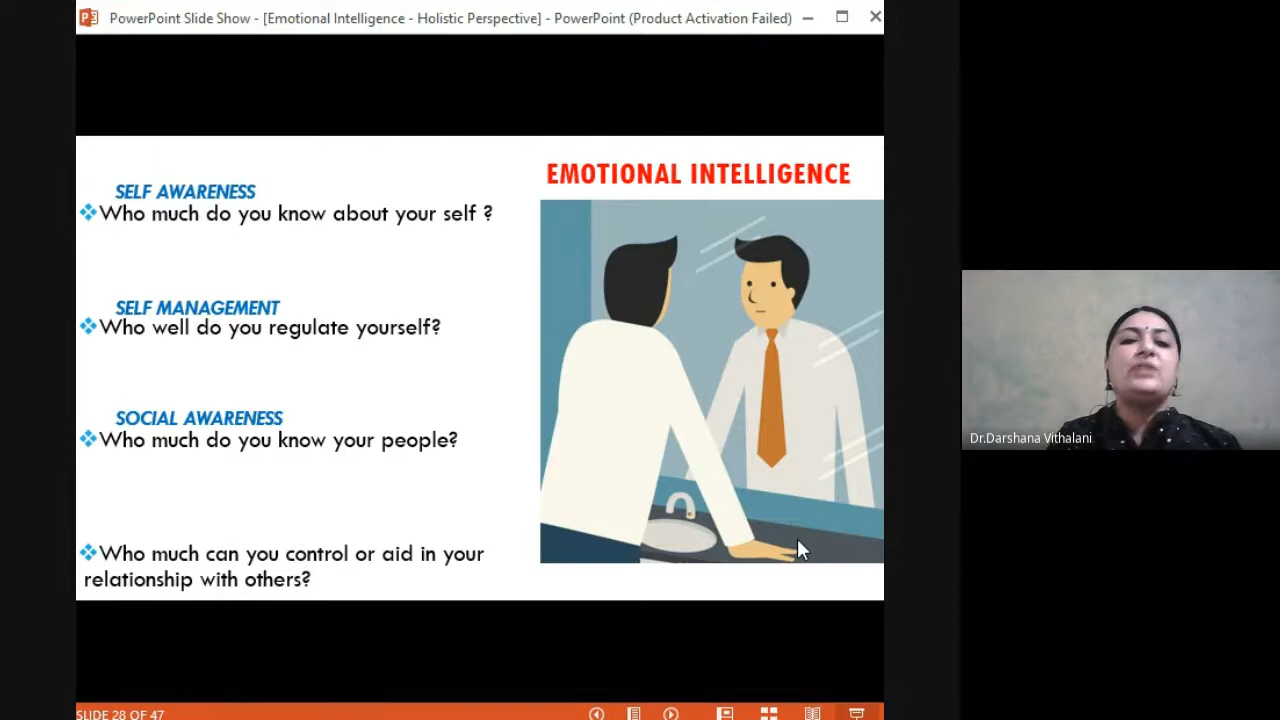 PowerPoint Slide Show - [Emotional Intelligence - Holistic Perspective] - PowerPoint (Product Activation Failed)
EMOTIONAL INTELLIGENCE
SELF AWARENESS
Who much do you know about your self ?
SELF MANAGEMENT
Who well do you regulate yourself?
SOCIAL AWARENESS
Who much do you know your people?
Who much can you control or aid in your
relationship with others?
Dr.Darshana Vithalani
SLIDE 28 OF 47